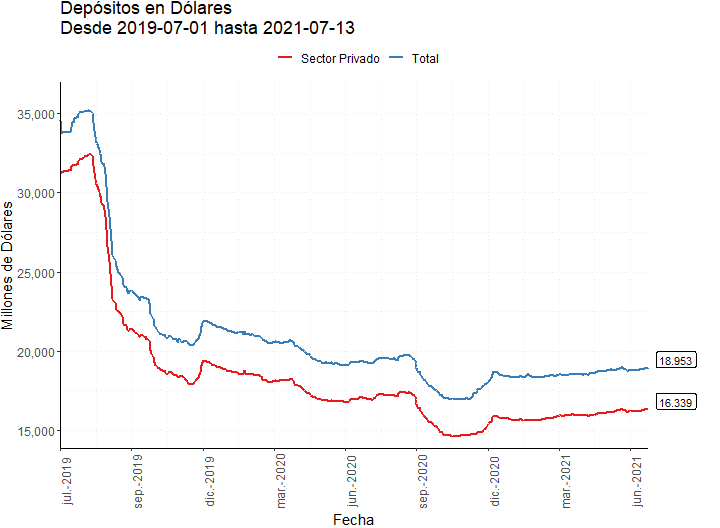 Depósitos en Dólares
Desde 2019-07-01 hasta 2021-07-13
Sector Privado
Total
Millones de Dólares
35,000
30,000
25,000
20,000
15,000
18.953
16.339
jul.-2019
sep.-2019
dic.-2019
mar.-2020
jun.-2020
sep.-2020
dic.-2020
mar.-2021
jun.-2021
Fecha